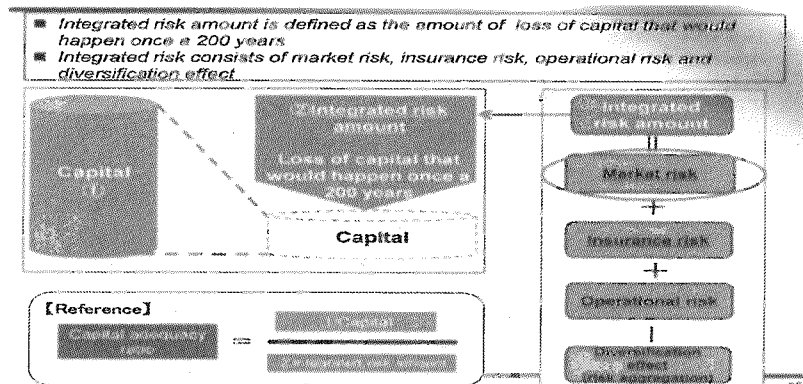 ■ Integrated risk amount is defined as the amount of loss of capital that would
happen once a 200 years
■ Integrated risk consists of market risk, insurance risk, operational risk and
diversification effect
Capital
②Integrated risk
amount
Loss of capital that
would happen once a
200 years
Capital
Integrated
risk amount
||
Market risk
+
Insurance risk
+
Operational risk
|
Diversification
effect
【Reference】
Capital adequacy
ratio
=
Capital